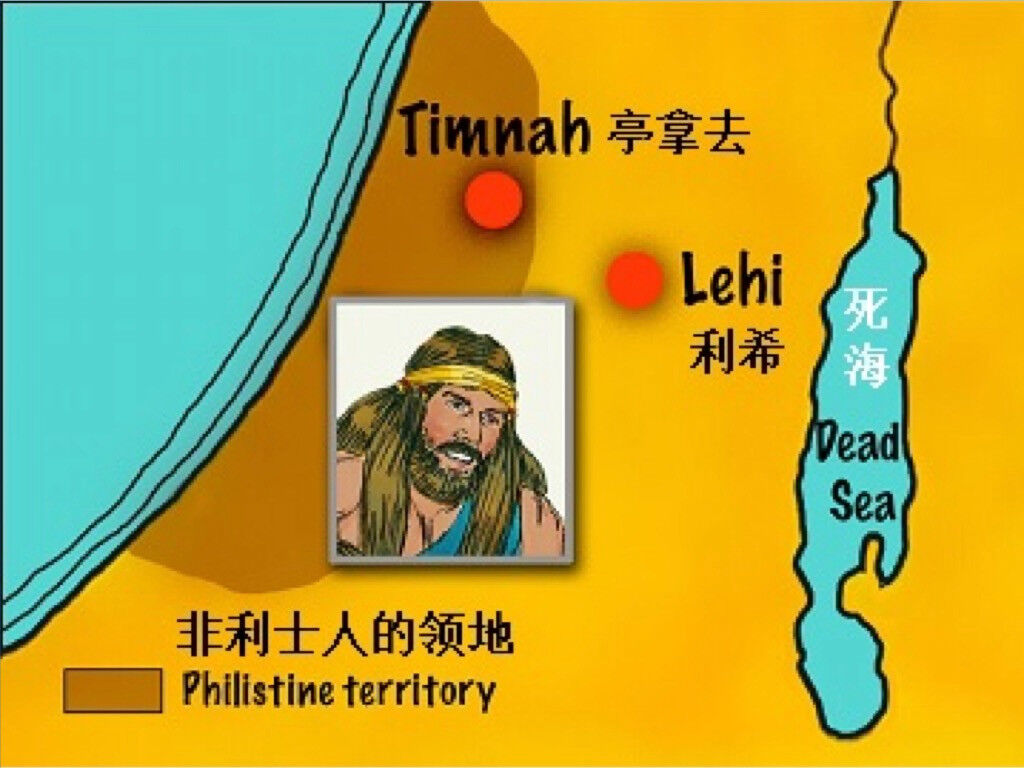 Timnah 亭拿去
Lehi
利希
死
海
Dead
Sea
非利士人的领地
Philistine territory